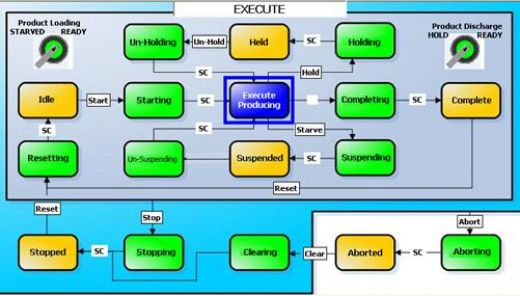 EXECUTE
Product Loading
STARVED READY
Product Discharge
HOLD READY
Un-Holding
Un-Hold
Held
SC
Holding
SC
Hold
Idle
Start
Starting
SC
Execute
Producing
Completing
SC
Complete
SC
SC
Starve
Resetting
Un-Suspending
Suspended
SC
Suspending
Reset
Reset
Stop
Abort
Stopped
SC
Stopping
Clearing
Clear
Aborted
SC
Aborting